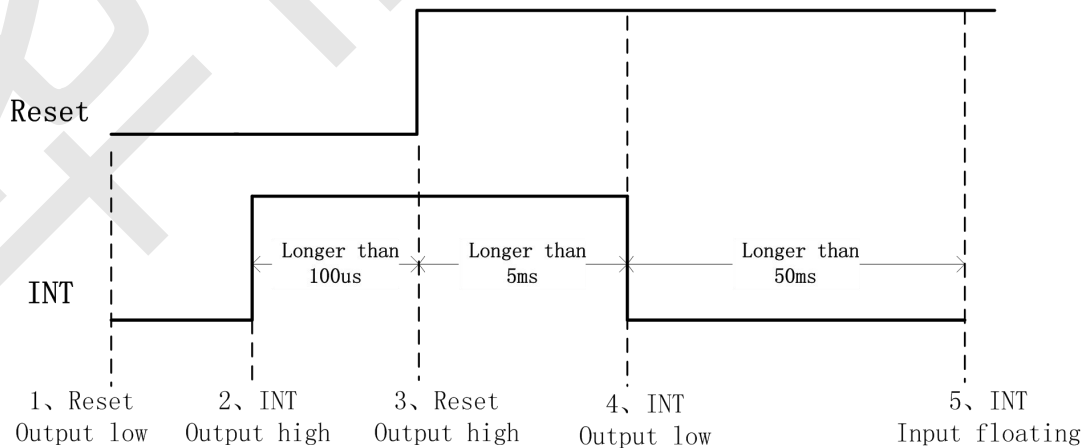 Reset
Longer than
100us
Longer than
5ms
Longer than
50ms
INT
1、Reset
Output low
2、INT
Output high
3、Reset
Output high
4、INT
Output low
5、INT
Input floating